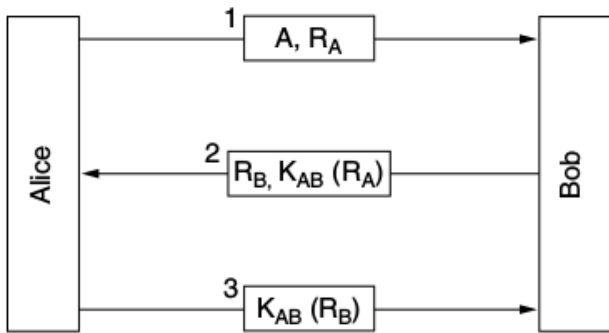 1
A, R_A
Alice
2
R_B, K_AB (R_A)
Bob
3
K_AB (R_B)